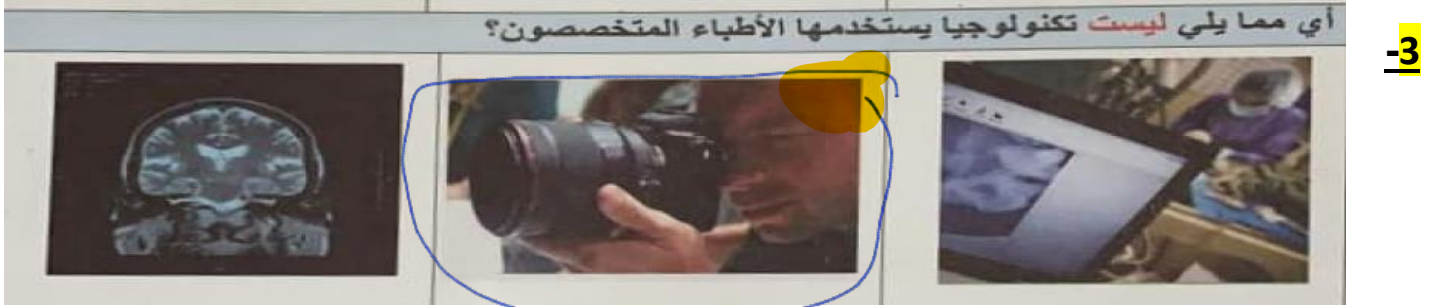 أي مما يلي ليست تكنولوجيا يستخدمها الأطباء المتخصصون؟
-3